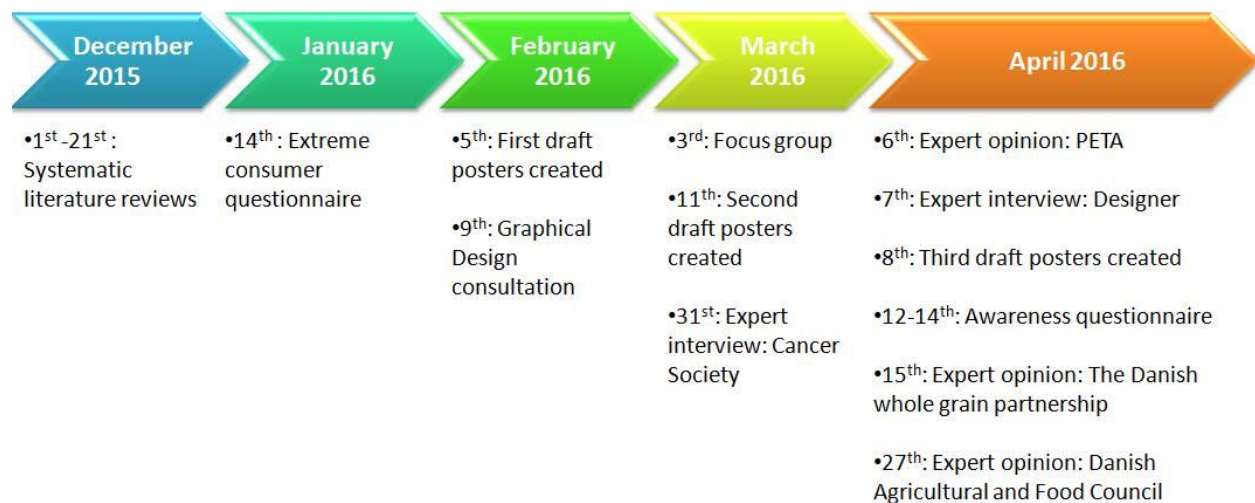 December
2015
January
2016
February
2016
March
2016
April 2016
•1st -21st :
Systematic
literature reviews
•14th : Extreme
consumer
questionnaire
•5th: First draft
posters created
•9th: Graphical
Design
consultation
•3rd: Focus group
•11th: Second
draft posters
created
•31st: Expert
interview: Cancer
Society
•6th: Expert opinion: PETA
•7th: Expert interview: Designer
•8th: Third draft posters created
•12-14th: Awareness questionnaire
•15th: Expert opinion: The Danish
whole grain partnership
•27th: Expert opinion: Danish
Agricultural and Food Council